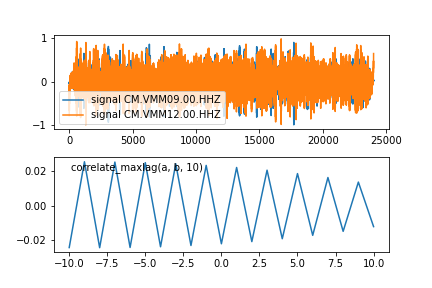 1
0
−1
signal CM.VMM09.00.HHZ
signal CM.VMM12.00.HHZ
0 5000 10000 15000 20000 25000
correlate_maxlag(a, b, 10)
0.02
0.00
−0.02
−10.0 −7.5 −5.0 −2.5 0.0 2.5 5.0 7.5 10.0